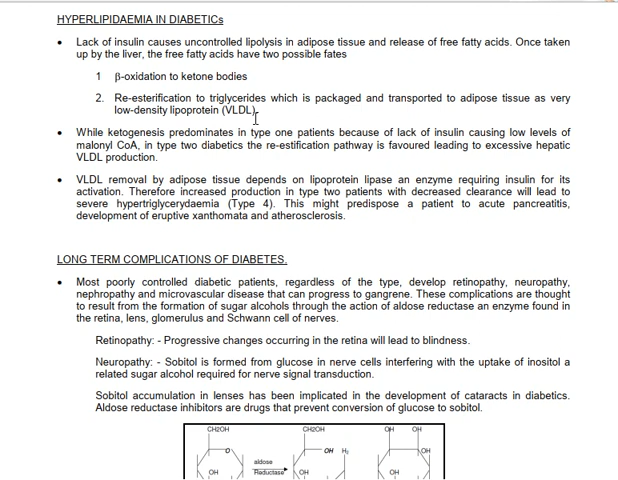 HYPERLIPIDAEMIA IN DIABETICs
• Lack of insulin causes uncontrolled lipolysis in adipose tissue and release of free fatty acids. Once taken
up by the liver, the free fatty acids have two possible fates
1 β-oxidation to ketone bodies
2. Re-esterification to triglycerides which is packaged and transported to adipose tissue as very
low-density lipoprotein (VLDL).
• While ketogenesis predominates in type one patients because of lack of insulin causing low levels of
malonyl CoA, in type two diabetics the re-estification pathway is favoured leading to excessive hepatic
VLDL production.
• VLDL removal by adipose tissue depends on lipoprotein lipase an enzyme requiring insulin for its
activation. Therefore increased production in type two patients with decreased clearance will lead to
severe hypertriglycerydaemia (Type 4). This might predispose a patient to acute pancreatitis,
development of eruptive xanthomata and atherosclerosis.
LONG TERM COMPLICATIONS OF DIABETES.
• Most poorly controlled diabetic patients, regardless of the type, develop retinopathy, neuropathy,
nephropathy and microvascular disease that can progress to gangrene. These complications are thought
to result from the formation of sugar alcohols through the action of aldose reductase an enzyme found in
the retina, lens, glomerulus and Schwann cell of nerves.
Retinopathy: - Progressive changes occurring in the retina will lead to blindness.
Neuropathy: - Sobitol is formed from glucose in nerve cells interfering with the uptake of inositol a
related sugar alcohol required for nerve signal transduction.
Sobitol accumulation in lenses has been implicated in the development of cataracts in diabetics.
Aldose reductase inhibitors are drugs that prevent conversion of glucose to sobitol.
CH2OH CH2OH OH OH
O OH H₂ OH
aldose
OH Reductase OH OH